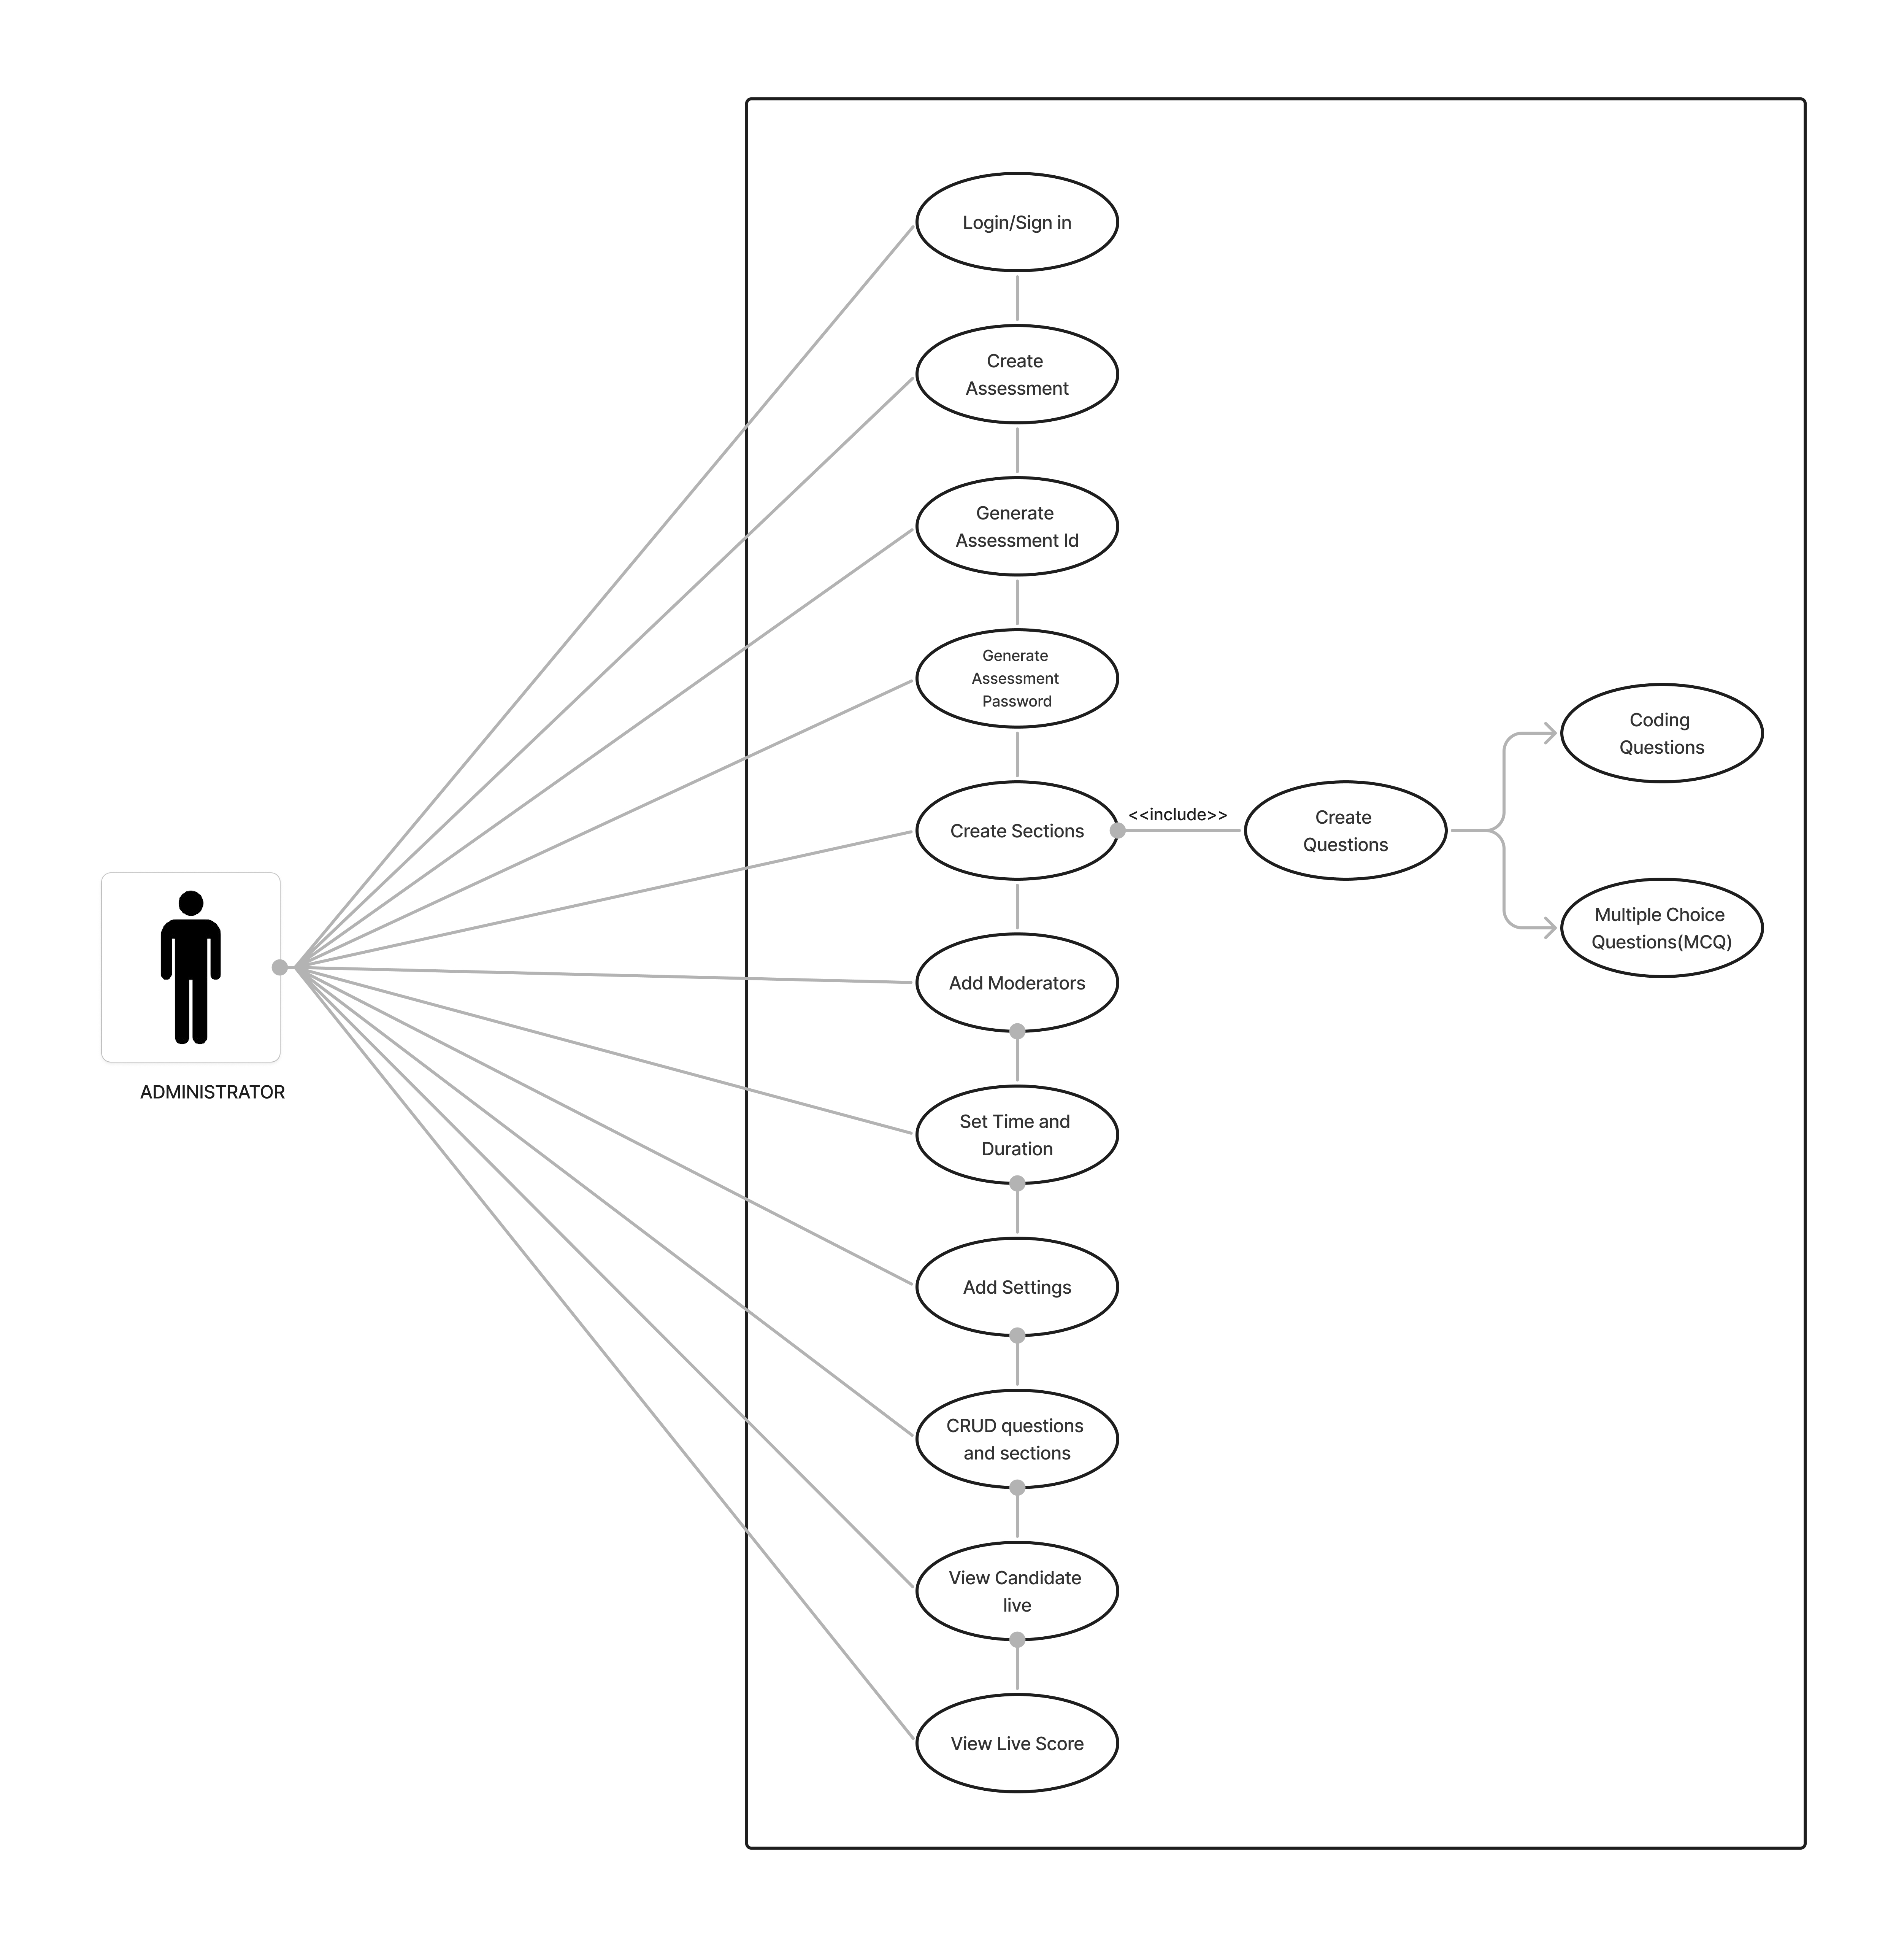 Login/Sign in
Create
Assessment
Generate
Assessment Id
Generate
Assessment
Password
Create Sections
<<include>>
Create
Questions
Coding
Questions
Multiple Choice
Questions(MCQ)
Add Moderators
ADMINISTRATOR
Set Time and
Duration
Add Settings
CRUD questions
and sections
View Candidate
live
View Live Score